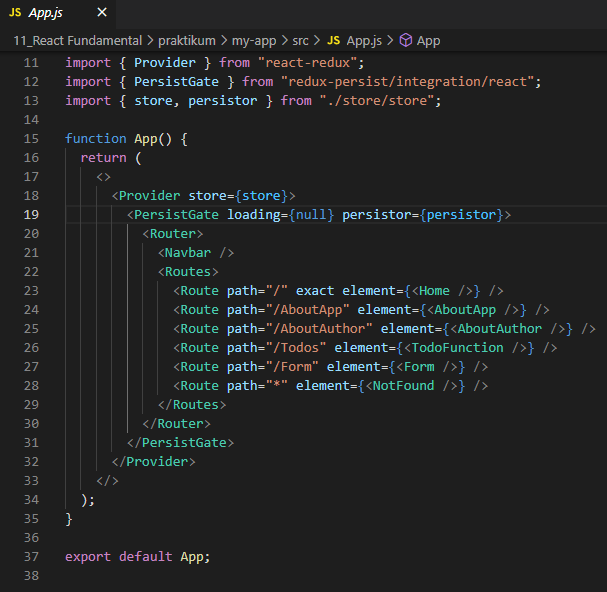 JS App.js ×
11_React Fundamental > praktikum > my-app > src > JS App.js > App
11 import { Provider } from "react-redux";
12 import { PersistGate } from "redux-persist/integration/react";
13 import { store, persistor } from "./store/store";
14
15 function App() {
16   return (
17     <>
18       <Provider store={store}>
19         <PersistGate loading={null} persistor={persistor}>
20           <Router>
21             <Navbar />
22             <Routes>
23               <Route path="/" exact element={<Home />} />
24               <Route path="/AboutApp" element={<AboutApp />} />
25               <Route path="/AboutAuthor" element={<AboutAuthor />} />
26               <Route path="/Todos" element={<TodoFunction />} />
27               <Route path="/Form" element={<Form />} />
28               <Route path="*" element={<NotFound />} />
29             </Routes>
30           </Router>
31         </PersistGate>
32       </Provider>
33     </>
34   );
35 }
36
37 export default App;
38